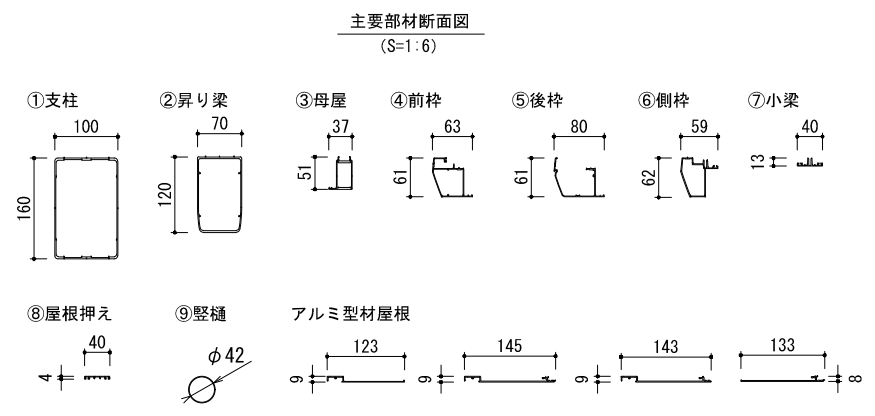 主要部材断面図
(S=1:6)
①支柱 ②昇り梁 ③母屋 ④前枠 ⑤後枠 ⑥側枠 ⑦小梁
100 70 37 63 80 59 40
160 120 51 61 61 62 13
⑧屋根押え ⑨竪樋 アルミ型材屋根
40 φ42 123 145 143 133
4 9 9 9 8